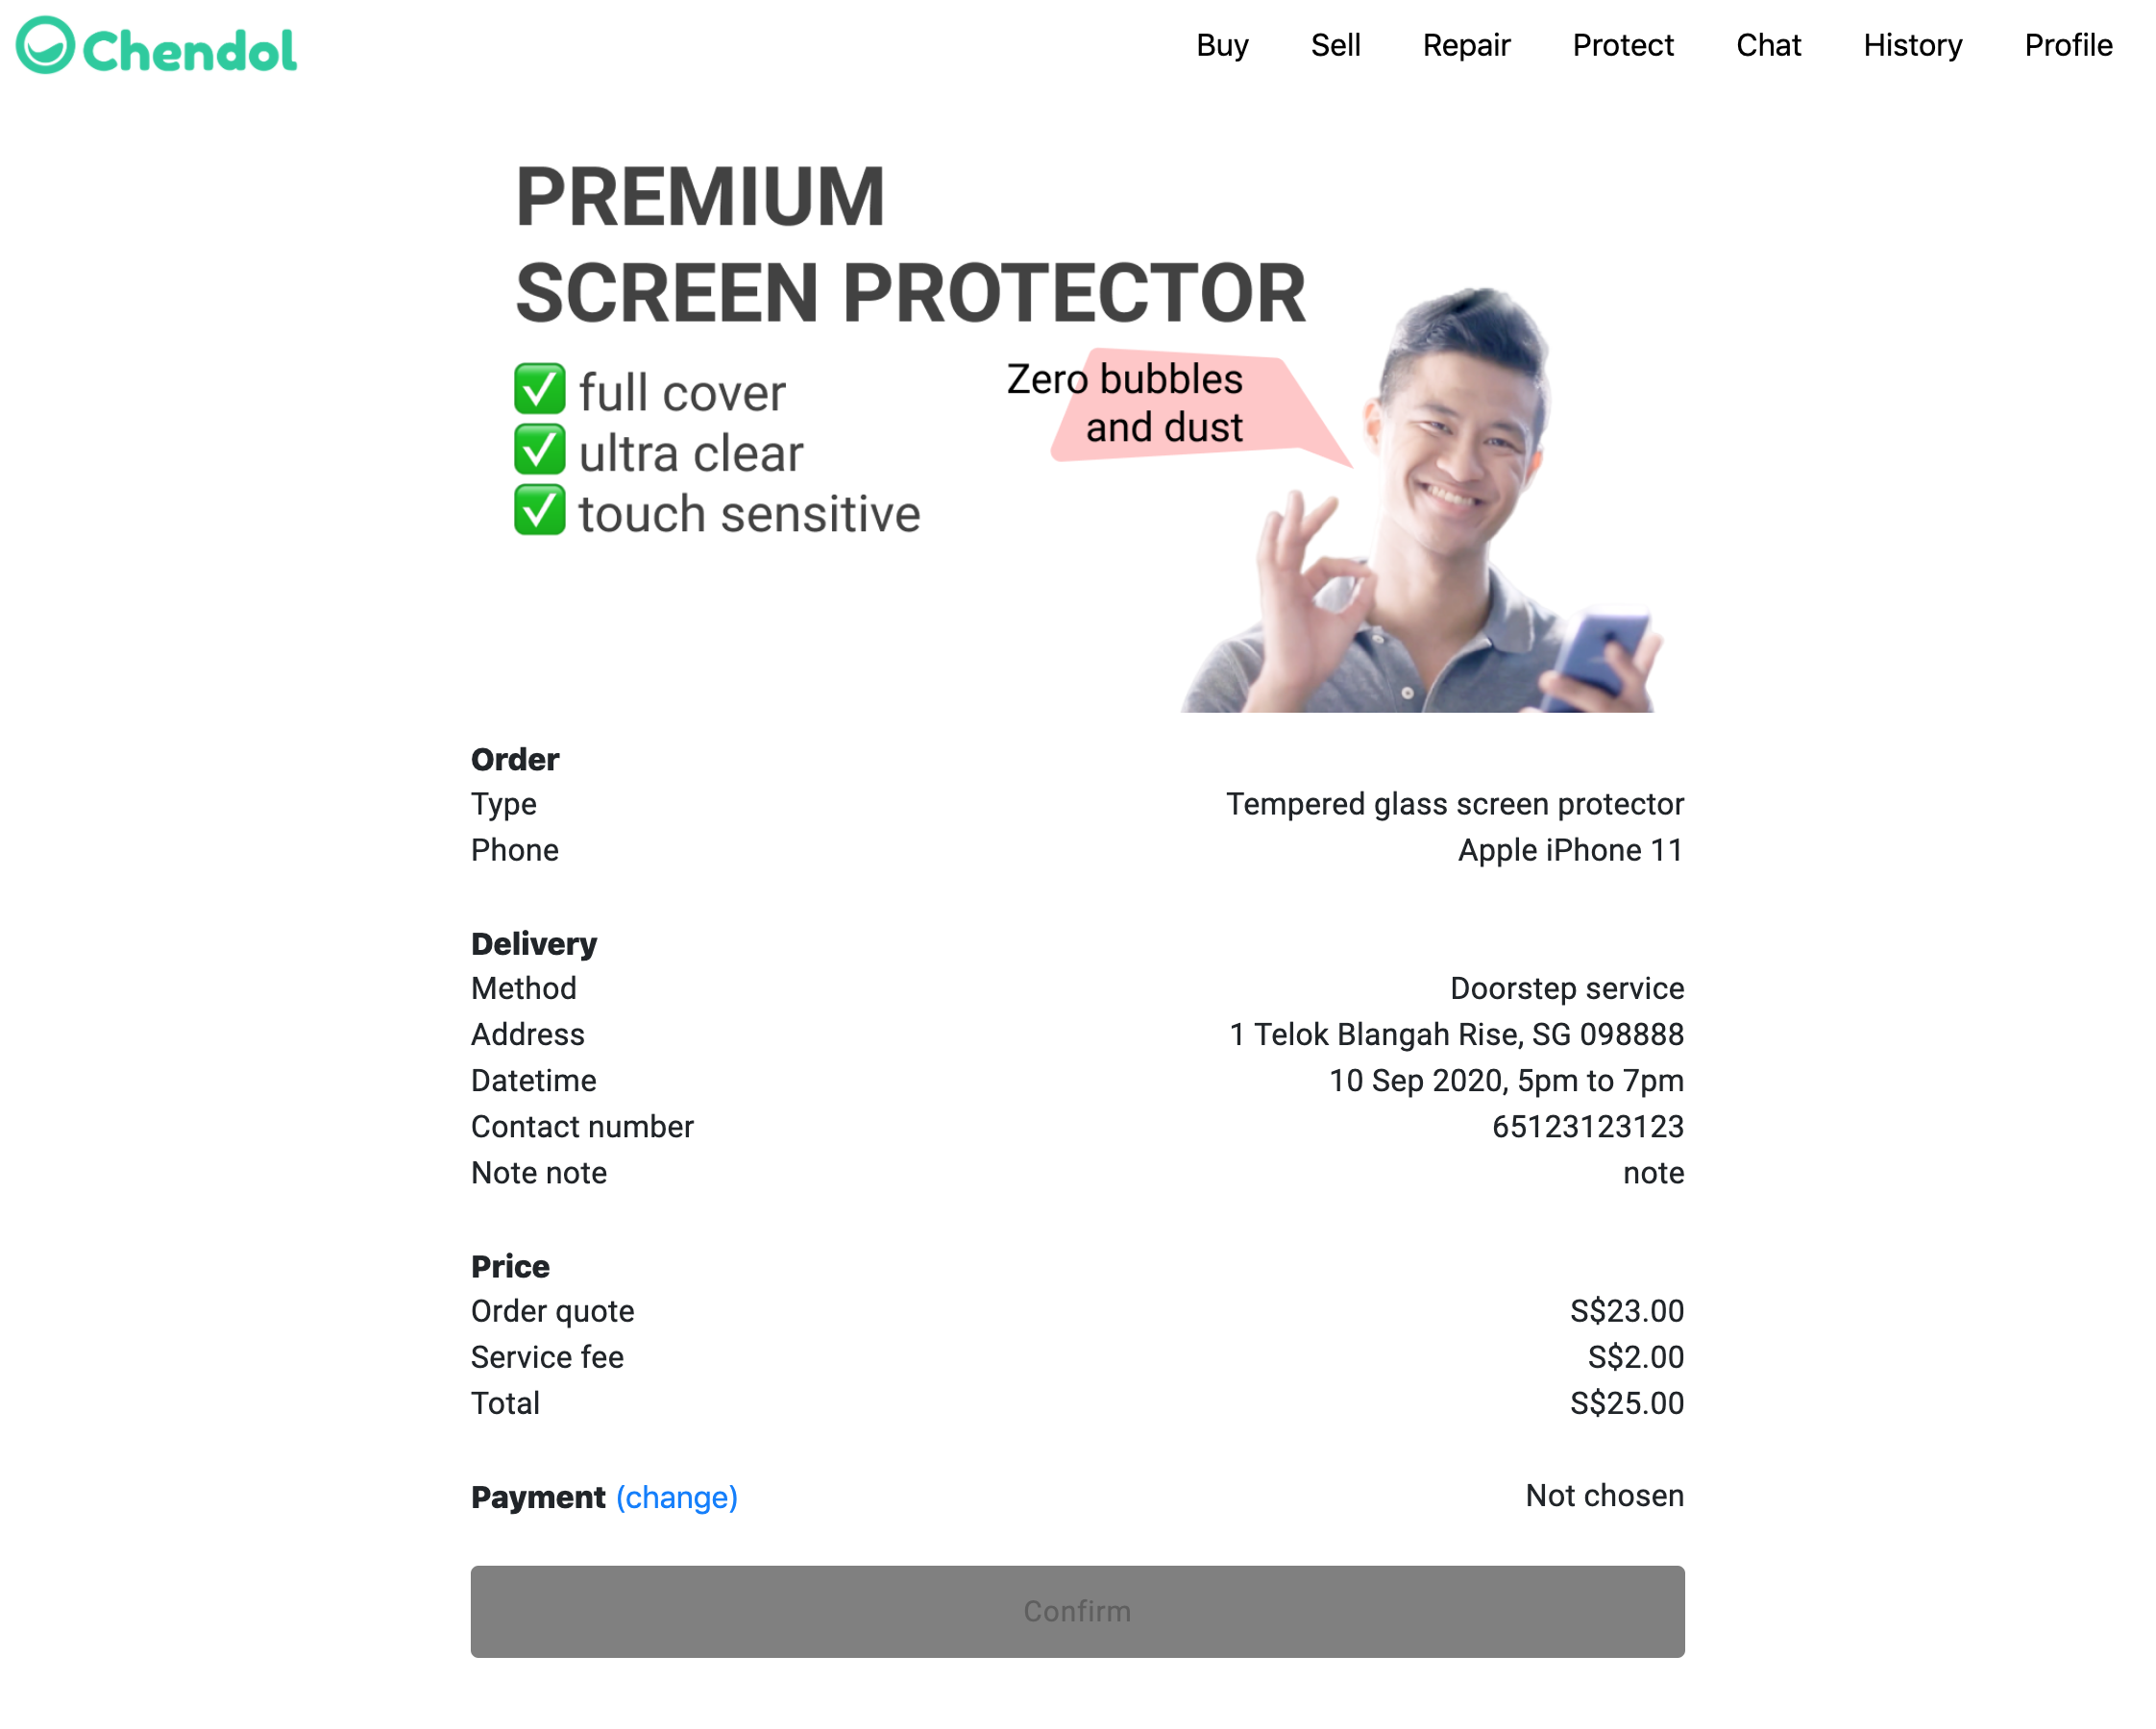 Chendol
Buy Sell Repair Protect Chat History Profile
PREMIUM
SCREEN PROTECTOR
✅ full cover
✅ ultra clear
✅ touch sensitive
Zero bubbles
and dust
Order
Type Tempered glass screen protector
Phone Apple iPhone 11
Delivery
Method Doorstep service
Address 1 Telok Blangah Rise, SG 098888
Datetime 10 Sep 2020, 5pm to 7pm
Contact number 65123123123
Note note note
Price
Order quote S$23.00
Service fee S$2.00
Total S$25.00
Payment (change) Not chosen
Confirm